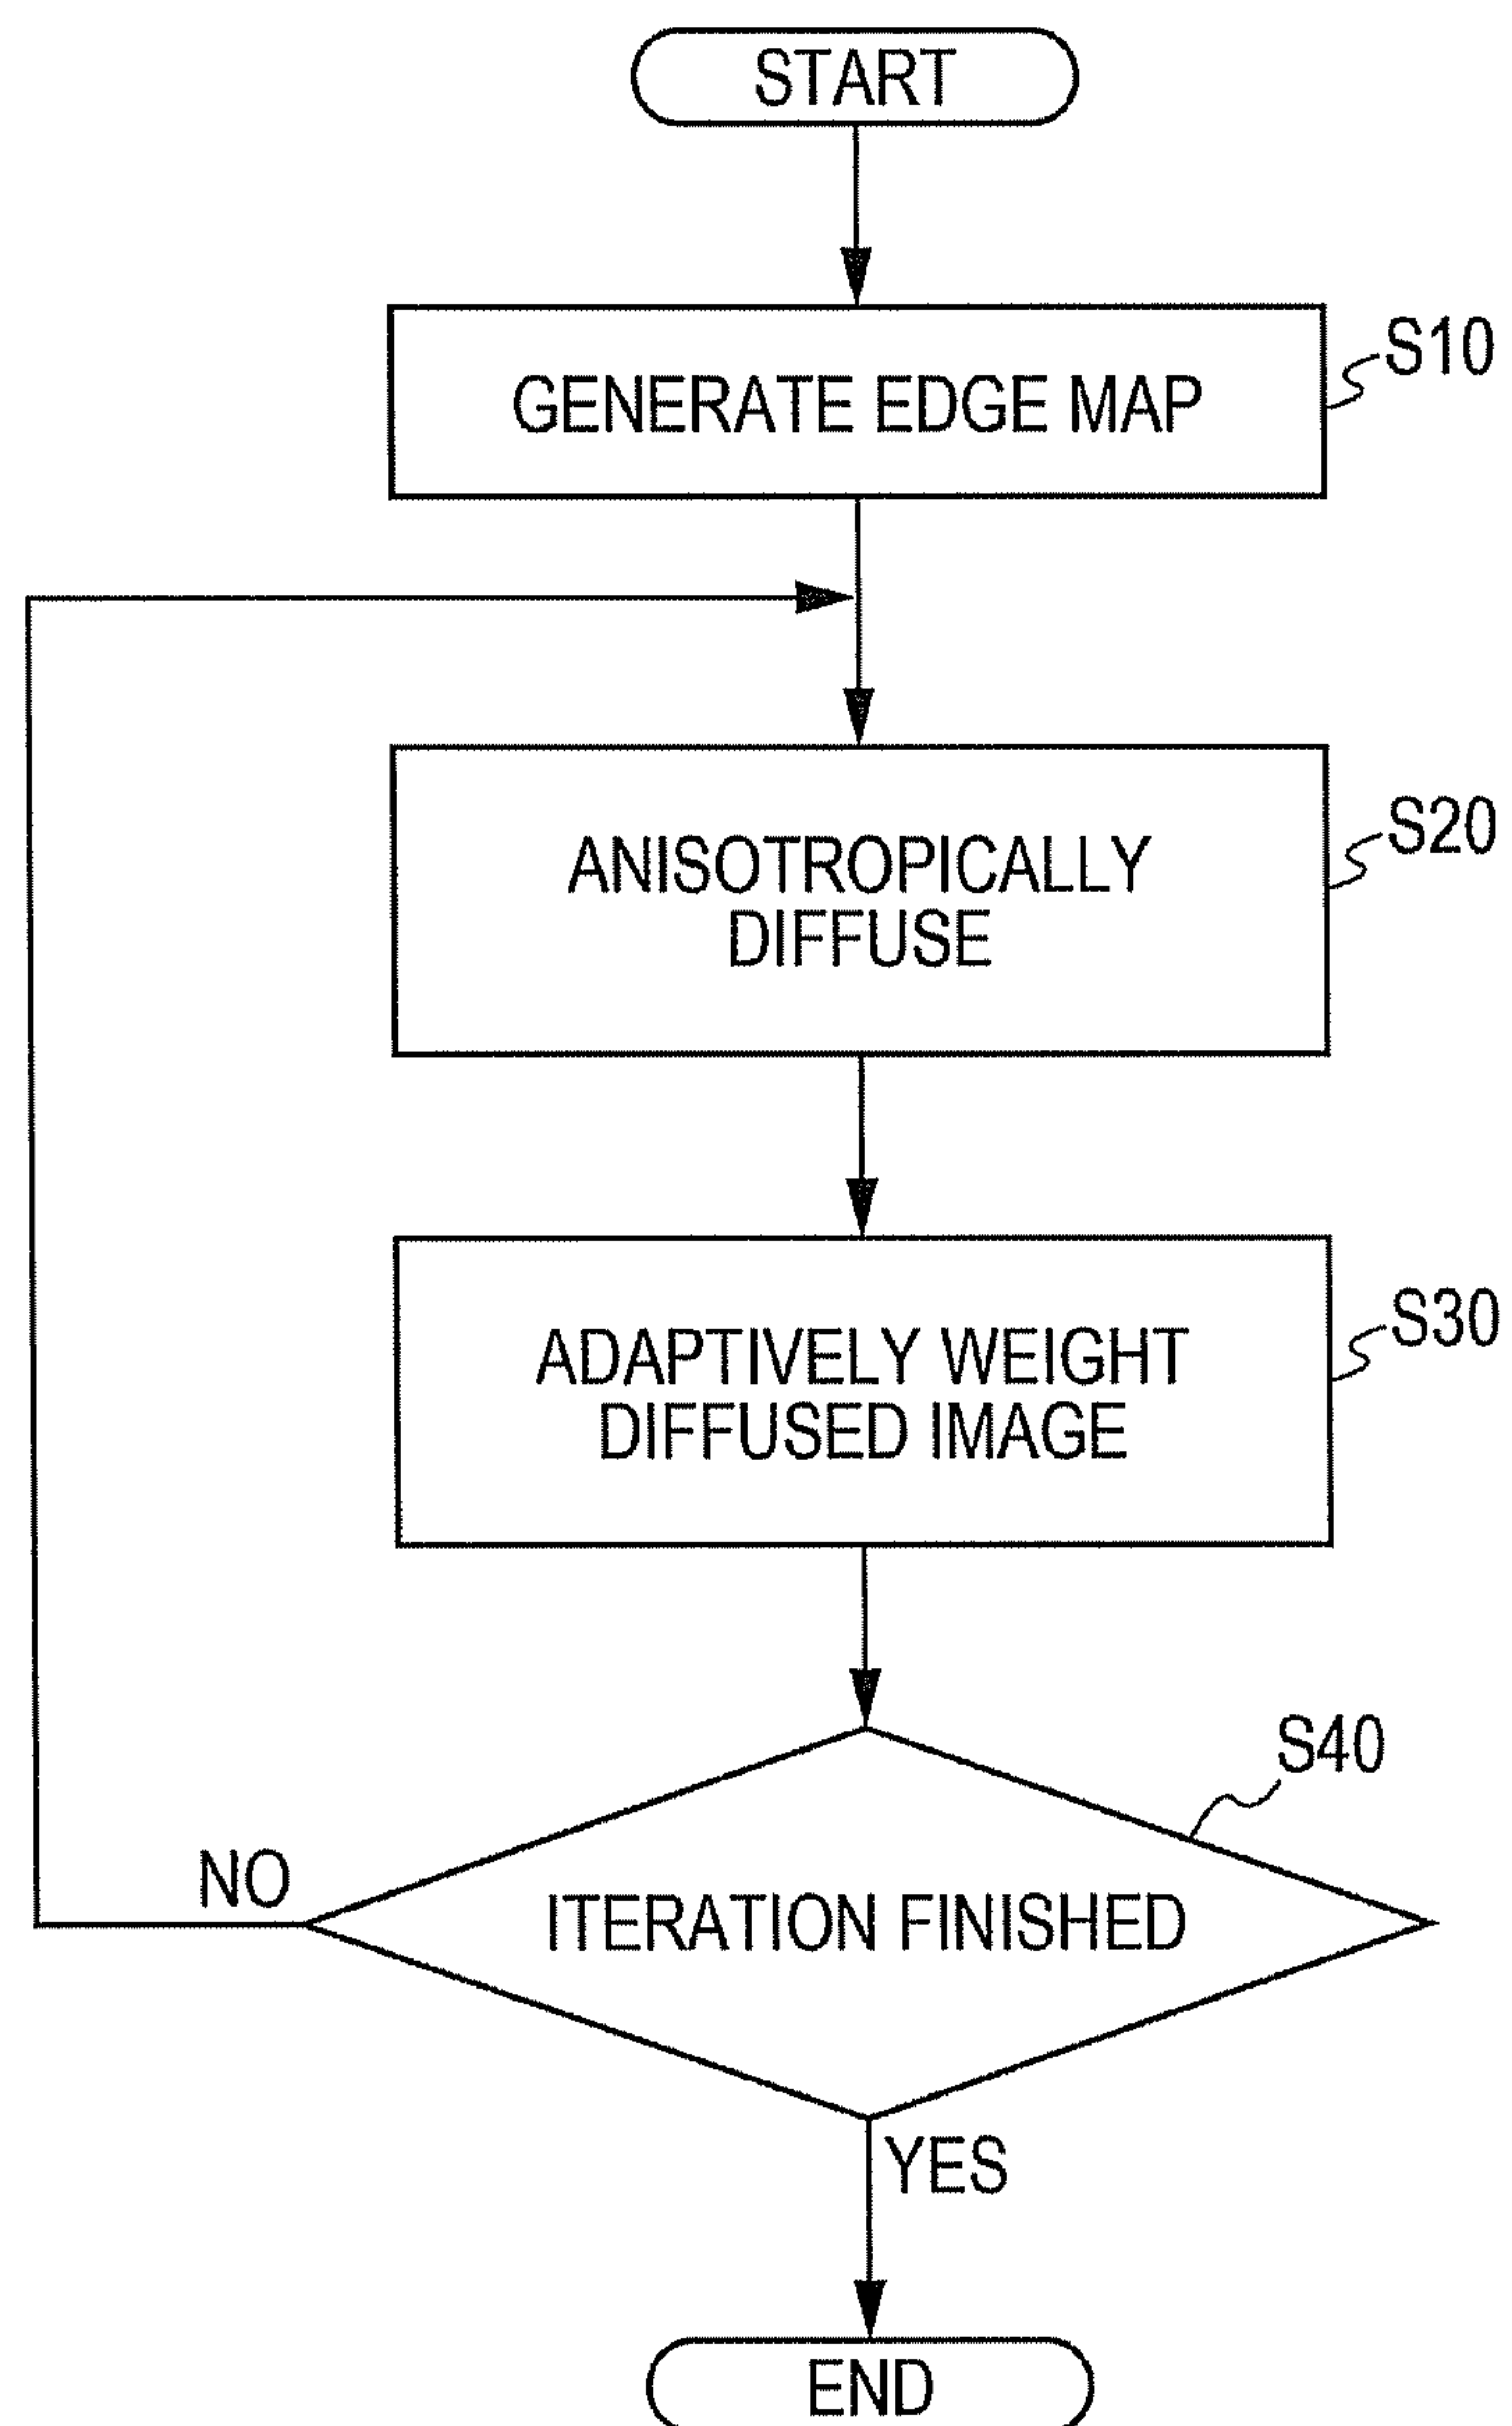 START
GENERATE EDGE MAP
S10
ANISOTROPICALLY
DIFFUSE
S20
ADAPTIVELY WEIGHT
DIFFUSED IMAGE
S30
S40
NO
ITERATION FINISHED
YES
END